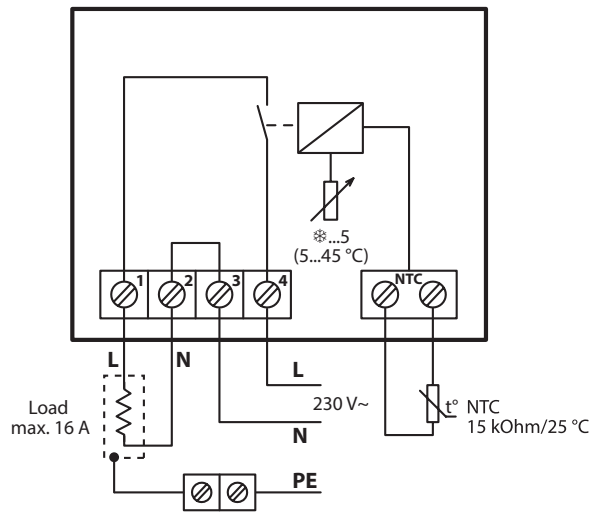 ❄...5
(5...45 °C)
1
2
3
4
NTC
L
N
L
230 V~
N
Load
max. 16 A
t° NTC
15 kOhm/25 °C
PE